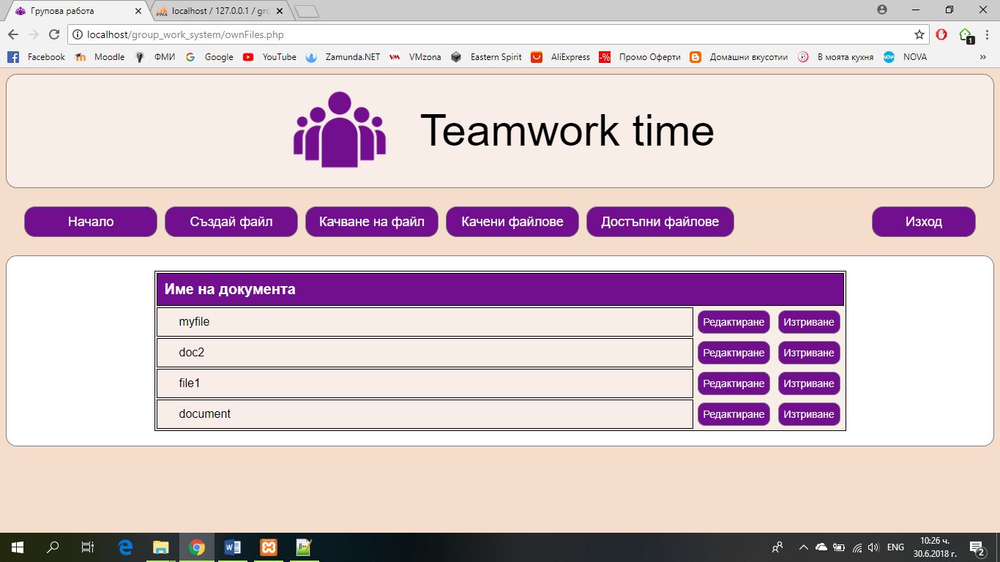 Групова работа
localhost / 127.0.0.1 / gro
localhost/group_work_system/ownFiles.php
1
Facebook Moodle ФМИ Google YouTube Zamunda.NET VMzona Eastern Spirit AliExpress -% Промо Оферти Домашни вкусотии В моята кухня NOVA »
Teamwork time
Начало Създай файл Качване на файл Качени файлове Достъпни файлове Изход
Име на документа
myfile Редактиране Изтриване
doc2 Редактиране Изтриване
file1 Редактиране Изтриване
document Редактиране Изтриване
ENG
10:26 ч.
30.6.2018 г.
2